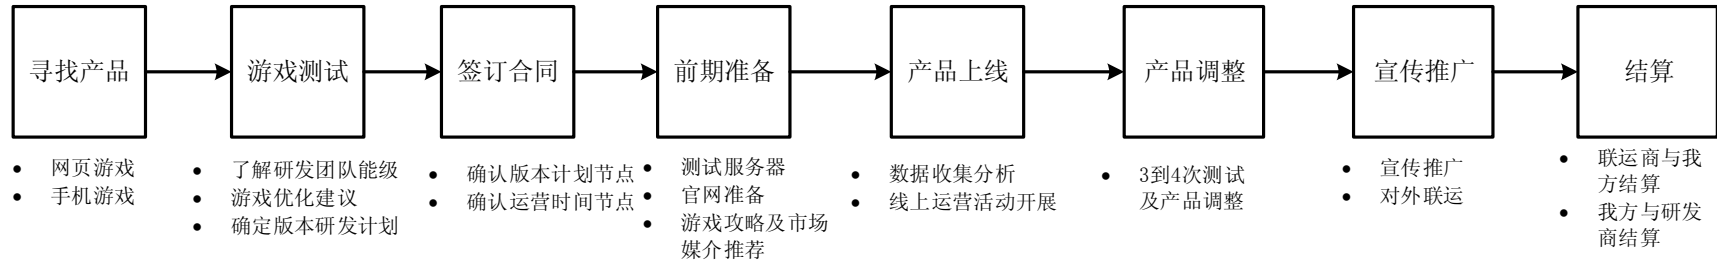 寻找产品
游戏测试
签订合同
前期准备
产品上线
产品调整
宣传推广
结算
• 网页游戏
• 手机游戏
• 了解研发团队能级
• 游戏优化建议
• 确定版本研发计划
• 确认版本计划节点
• 确认运营时间节点
• 测试服务器
• 官网准备
• 游戏攻略及市场
媒介推荐
• 数据收集分析
• 线上运营活动开展
• 3到4次测试
及产品调整
• 宣传推广
• 对外联运
• 联运商与我
方结算
• 我方与研发
商结算